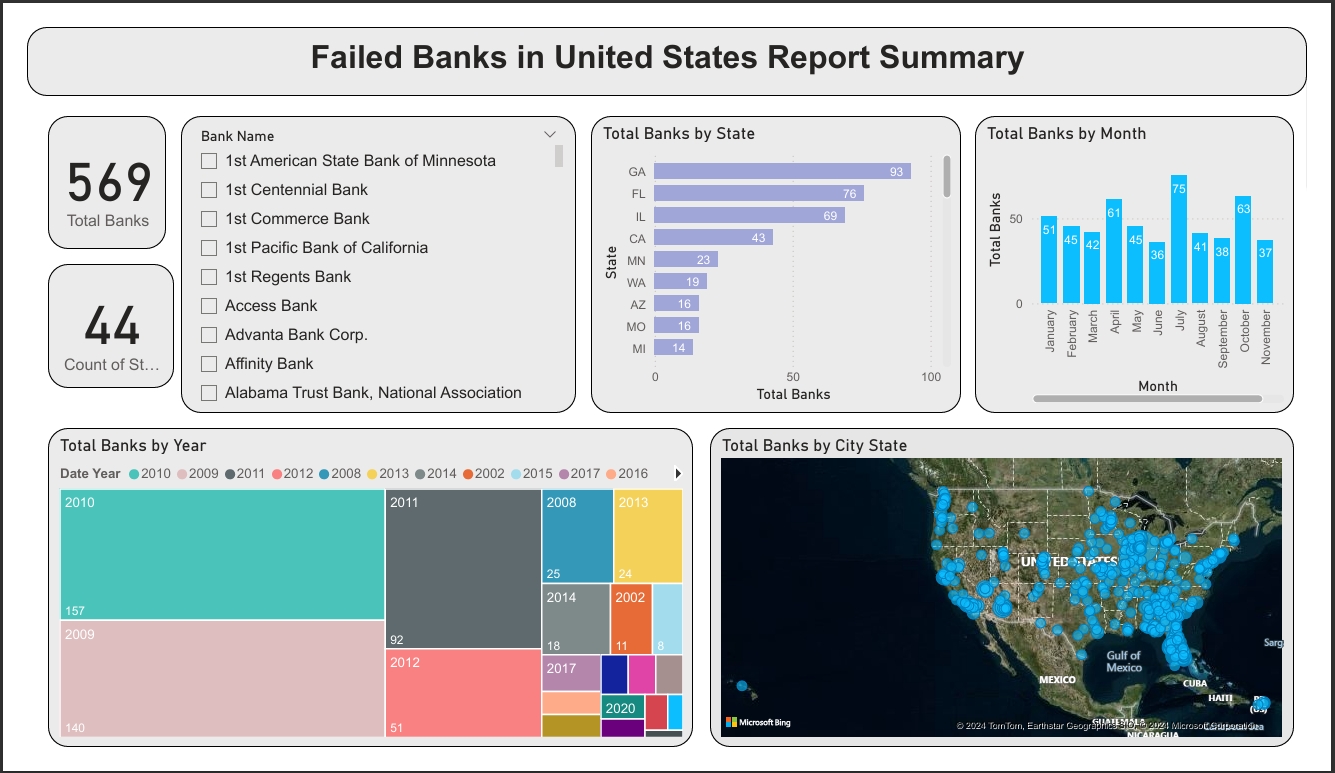 Failed Banks in United States Report Summary
569
Total Banks
44
Count of St...
Bank Name
1st American State Bank of Minnesota
1st Centennial Bank
1st Commerce Bank
1st Pacific Bank of California
1st Regents Bank
Access Bank
Advanta Bank Corp.
Affinity Bank
Alabama Trust Bank, National Association
Total Banks by State
State
GA 93
FL 76
IL 69
CA 43
MN 23
WA 19
AZ 16
MO 16
MI 14
0 50 100
Total Banks
Total Banks by Month
Total Banks
50
0
51 45 42 61 45 36 75 41 38 63 37
January February March April May June July August September October November
Month
Total Banks by Year
Date Year 2010 2009 2011 2012 2008 2013 2014 2002 2015 2017 2016
2010
157
2009
140
2011
92
2012
51
2008
25
2013
24
2014
18
2002
11
8
2017
2020
Total Banks by City State
UNITED STATES
Gulf of
Mexico
MEXICO
CUBA
HAITI
PR
(US)
Sarg
GUATEMALA
NICARAGUA
Caribbean Sea
Microsoft Bing
© 2024 TomTom, Earthstar Geographics SIO, © 2024 Microsoft Corporation